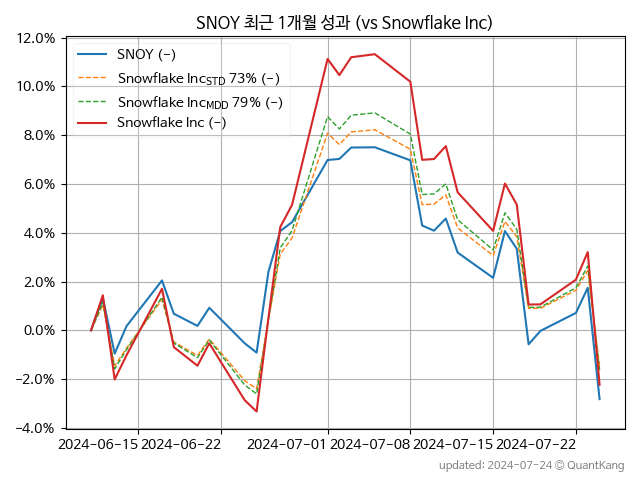 SNOY 최근 1개월 성과 (vs Snowflake Inc)
12.0%
10.0%
8.0%
6.0%
4.0%
2.0%
0.0%
−2.0%
−4.0%
SNOY (–)
Snowflake Inc_STD 73% (–)
Snowflake Inc_MDD 79% (–)
Snowflake Inc (–)
2024-06-15 2024-06-22 2024-07-01 2024-07-08 2024-07-15 2024-07-22
updated: 2024-07-24 © QuantKang